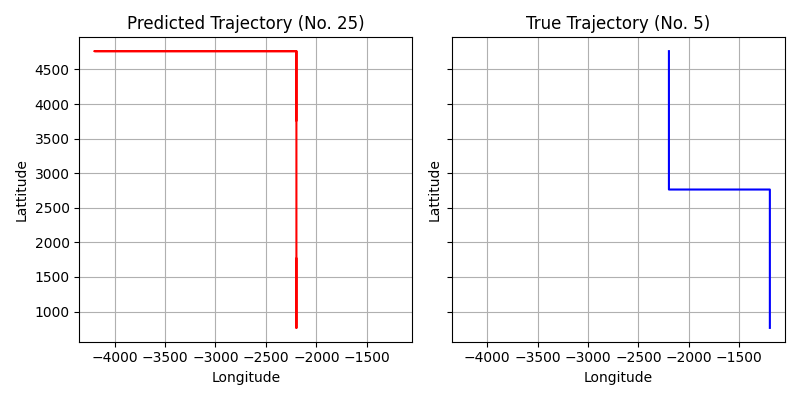 Predicted Trajectory (No. 25)
True Trajectory (No. 5)
Lattitude
4500
4000
3500
3000
2500
2000
1500
1000
−4000 −3500 −3000 −2500 −2000 −1500
Longitude
Lattitude
−4000 −3500 −3000 −2500 −2000 −1500
Longitude